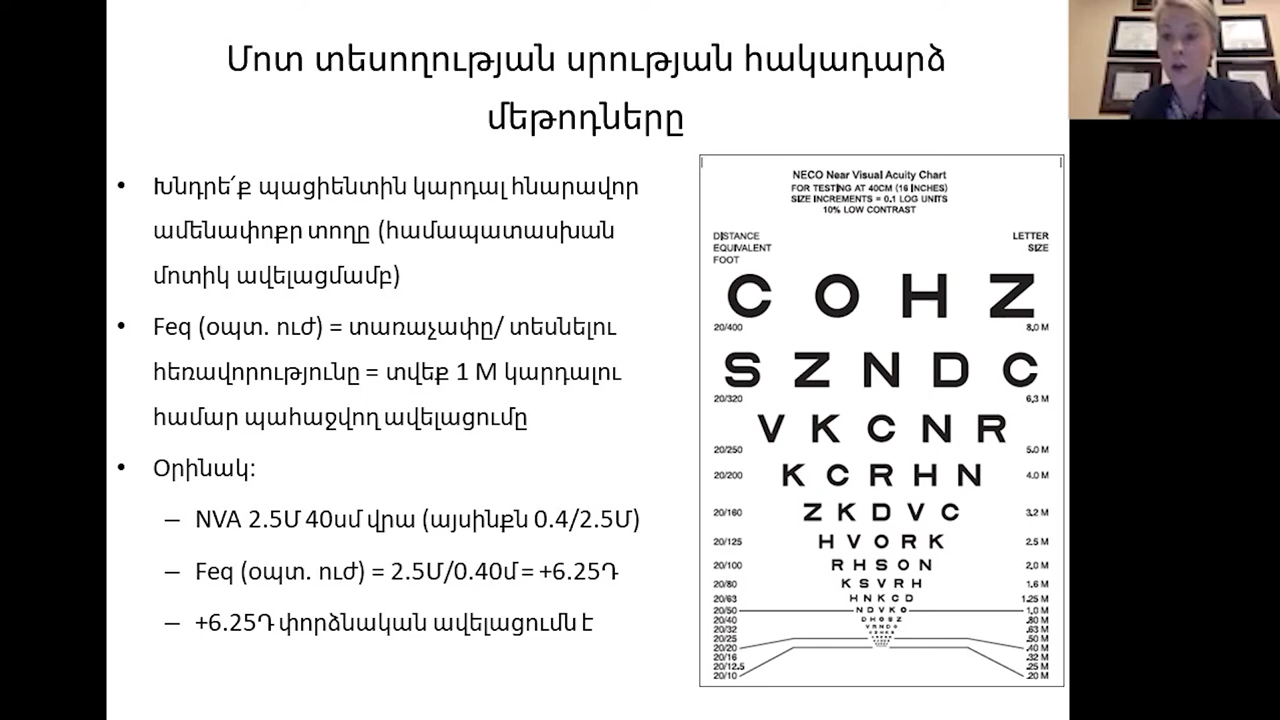 Մոտ տեսողության սրության հակադարձ
մեթոդները
• Խնդրե՛ք պացիենտին կարդալ հնարավոր
ամենափոքր տողը (համապատասխան
մոտիկ ավելացմամբ)
• Feq (օպտ. ուժ) = տառաչափը/ տեսնելու
հեռավորությունը = տվեք 1 M կարդալու
համար պահաջվող ավելացումը
• Օրինակ:
– NVA 2.5Մ 40սմ վրա (այսինքն 0.4/2.5Մ)
– Feq (օպտ. ուժ) = 2.5Մ/0.40մ = +6.25Դ
– +6.25Դ փորձնական ավելացումն է
NECO Near Visual Acuity Chart
FOR TESTING AT 40CM (16 INCHES)
SIZE INCREMENTS = 0.1 LOG UNITS
10% LOW CONTRAST
DISTANCE
EQUIVALENT
FOOT
LETTER
SIZE
C O H Z
20/400 8.0 M
S Z N D C
20/320 6.3 M
V K C N R
20/250 5.0 M
20/200 K C R H N 4.0 M
20/160 Z K D V C 3.2 M
20/125 H V O R K 2.5 M
20/100 R H S O N 2.0 M
20/80 K S V R H 1.6 M
20/63 H N K C D 1.25 M
20/50 N D V K O 1.0 M
20/40 D H O S Z .80 M
20/32 .63 M
20/25 .50 M
20/20 .40 M
20/16 .32 M
20/12.5 .25 M
20/10 .20 M